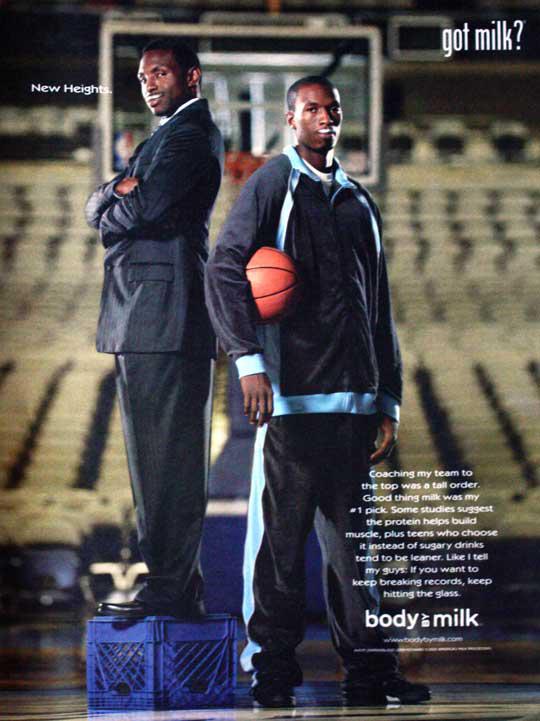 got milk?
New Heights.
Coaching my team to
the top was a tall order.
Good thing milk was my
#1 pick. Some studies suggest
the protein helps build
muscle, plus teens who choose
it instead of sugary drinks
tend to be leaner. Like I tell
my guys: If you want to
keep breaking records, keep
hitting the glass.
body BY milk
www.bodybymilk.com